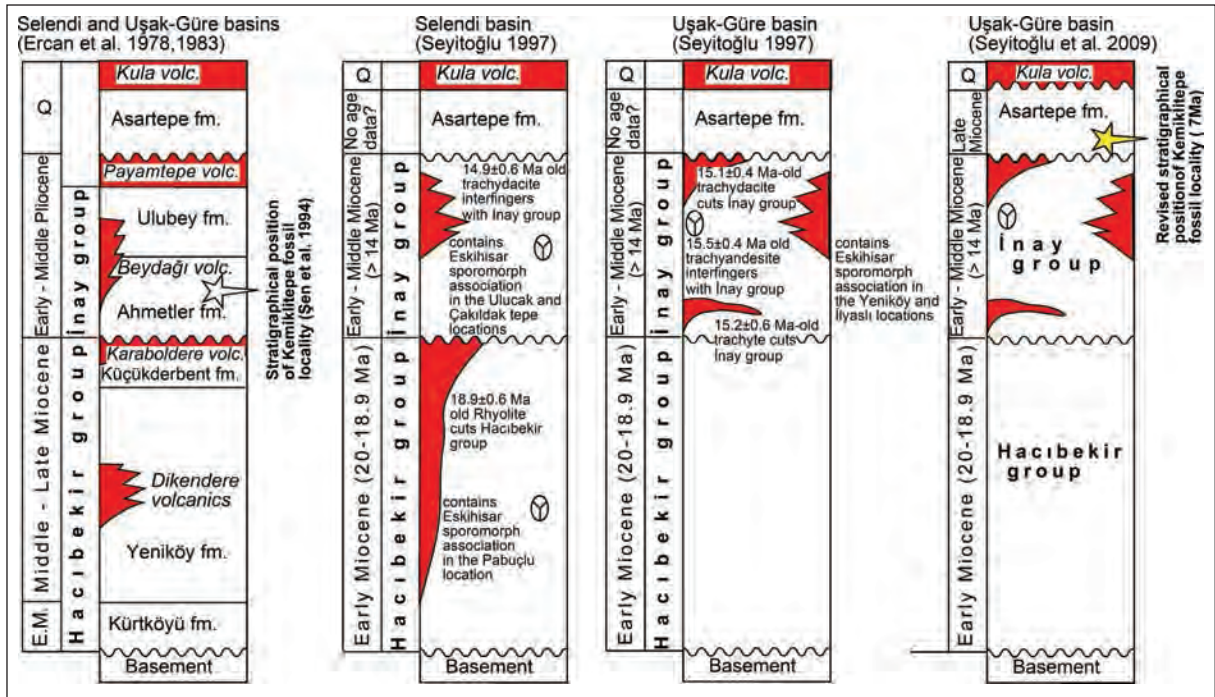 Selendi and Uşak-Güre basins
(Ercan et al. 1978,1983)
Q
Early - Middle Pliocene
Middle - Late Miocene
E.M.
İnay group
Hacıbekir group
Kula volc.
Asartepe fm.
Payamtepe volc.
Ulubey fm.
Beydağı volc.
Ahmetler fm.
Karaboldere volc.
Küçükderbent fm.
Dikendere
volcanics
Yeniköy fm.
Kürtköyü fm.
Basement
Stratigraphical position
of Kemiklitepe fossil
locality (Şen et al. 1994)
Selendi basin
(Seyitoğlu 1997)
Q
No age
data?
Early - Middle Miocene
(> 14 Ma)
Early Miocene (20-18.9 Ma)
İnay group
Hacıbekir group
Kula volc.
Asartepe fm.
14.9±0.6 Ma old
trachydacite
interfingers
with İnay group
contains
Eskihisar
sporomorph
association
in the Ulucak and
Çakıldak tepe
locations
18.9±0.6 Ma
old Rhyolite
cuts Hacıbekir
group
contains
Eskihisar
sporomorph
association
in the Pabuçlu
location
Basement
Uşak-Güre basin
(Seyitoğlu 1997)
Q
No age
data?
Early - Middle Miocene
(> 14 Ma)
Early Miocene (20-18.9 Ma)
İnay group
Hacıbekir group
Kula volc.
Asartepe fm.
15.1±0.4 Ma-old
trachydacite
cuts İnay group
15.5±0.4 Ma old
trachyandesite
interfingers
with İnay group
15.2±0.6 Ma-old
trachyte cuts
İnay group
contains
Eskihisar
sporomorph
association in
the Yeniköy and
İlyaslı locations
Basement
Uşak-Güre basin
(Seyitoğlu et al. 2009)
Q
Late
Miocene
Early - Middle Miocene
(> 14 Ma)
Early Miocene (20-18.9 Ma)
Kula volc.
Asartepe fm.
İnay
group
Hacıbekir
group
Basement
Revised stratigraphical
positionof Kemiklitepe
fossil locality ( 7Ma)